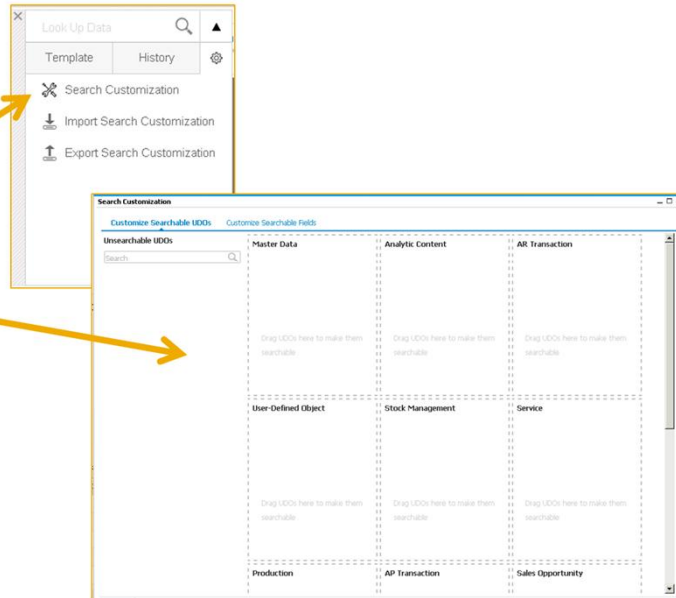 Look Up Data
Template History
Search Customization
Import Search Customization
Export Search Customization
Search Customization
Customize Searchable UDOs Customize Searchable Fields
Unsearchable UDOs
Search
Master Data Analytic Content AR Transaction
Drag UDOs here to make them Drag UDOs here to make them Drag UDOs here to make them
searchable searchable searchable
User-Defined Object Stock Management Service
Drag UDOs here to make them Drag UDOs here to make them Drag UDOs here to make them
searchable searchable searchable
Production AP Transaction Sales Opportunity